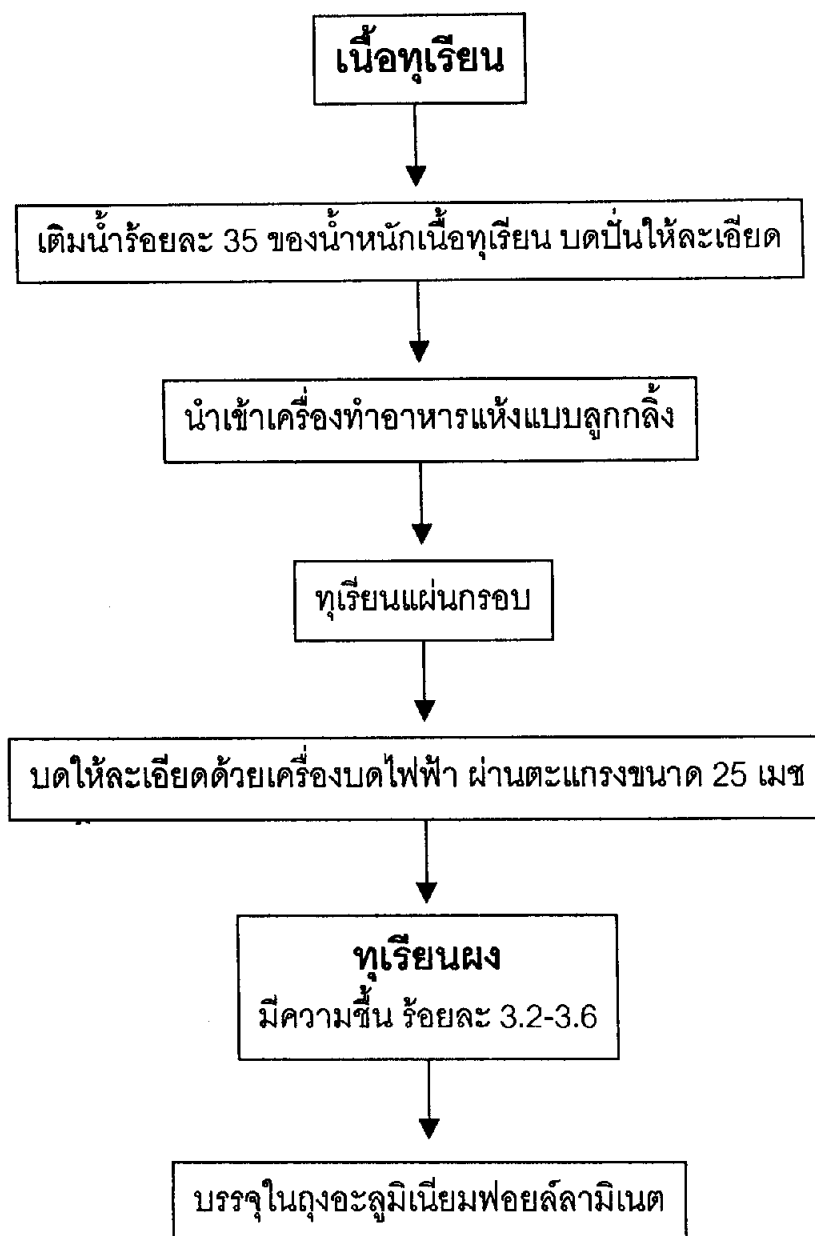 เนื้อทุเรียน
เติมน้ำร้อยละ 35 ของน้ำหนักเนื้อทุเรียน บดปั่นให้ละเอียด
นำเข้าเครื่องทำอาหารแห้งแบบลูกกลิ้ง
ทุเรียนแผ่นกรอบ
บดให้ละเอียดด้วยเครื่องบดไฟฟ้า ผ่านตะแกรงขนาด 25 เมช
ทุเรียนผง
มีความชื้น ร้อยละ 3.2-3.6
บรรจุในถุงอะลูมิเนียมฟอยล์ลามิเนต